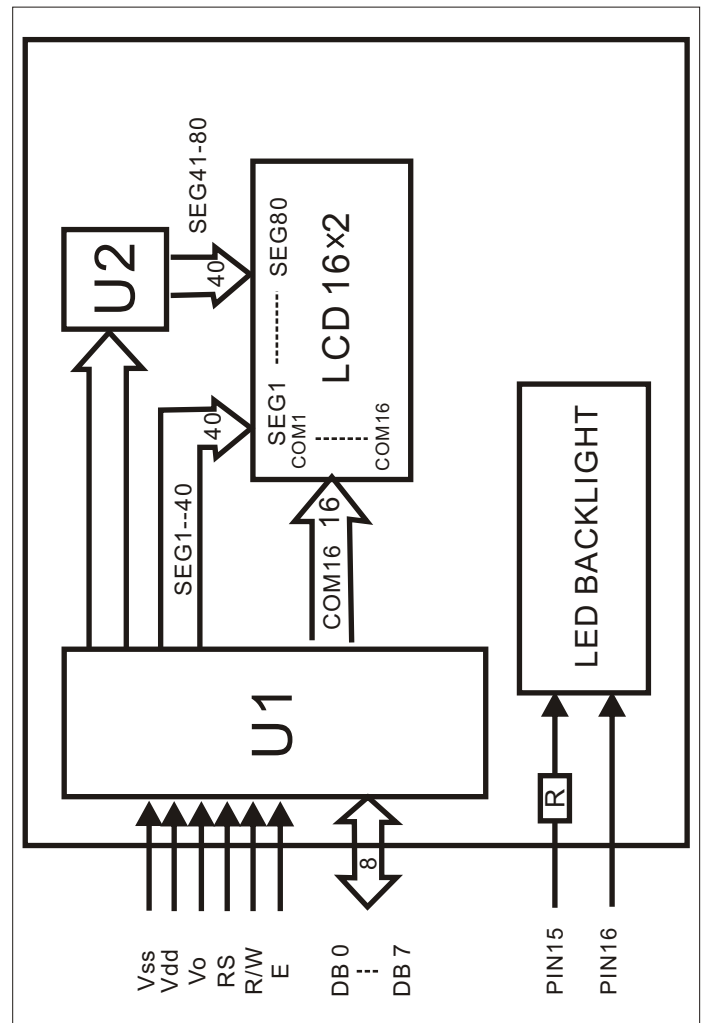 Vss
Vdd
Vo
RS
R/W
E
DB 0
DB 7
8
U1
U2
SEG1--40
40
SEG41-80
40
COM16
16
SEG1
SEG80
COM1
COM16
LCD 16×2
PIN15
PIN16
R
LED BACKLIGHT